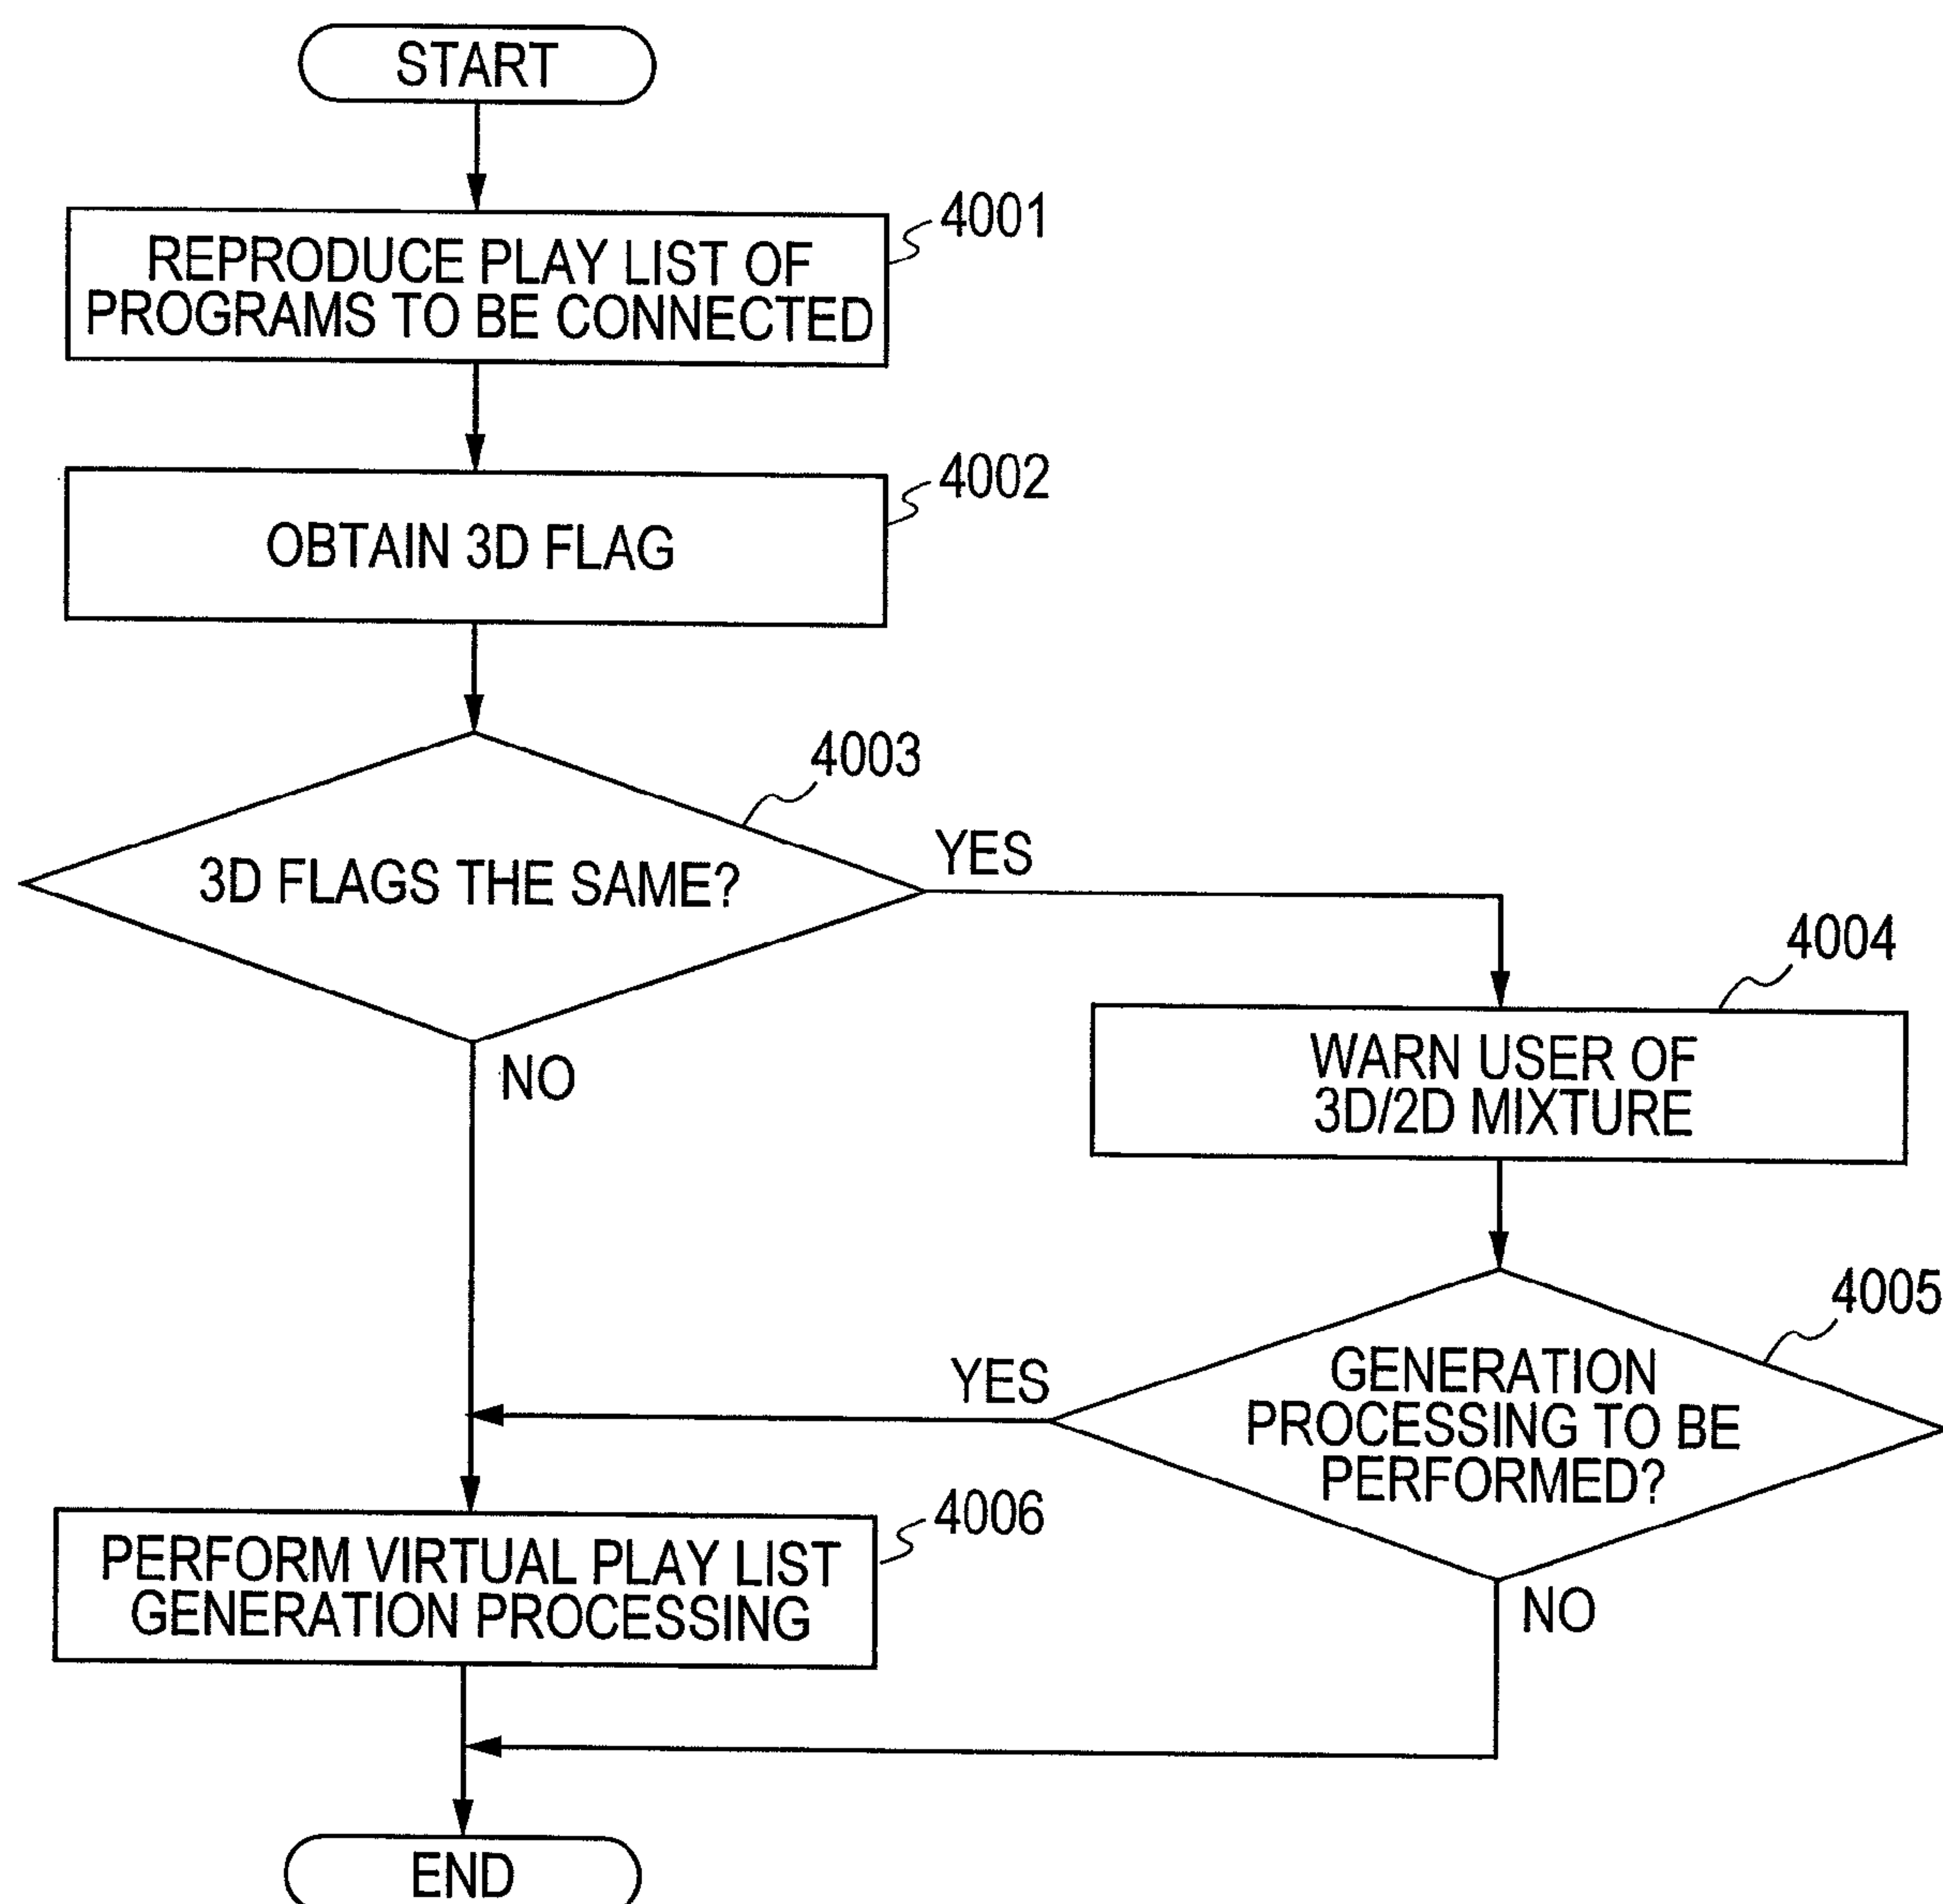 START
4001
REPRODUCE PLAY LIST OF
PROGRAMS TO BE CONNECTED
4002
OBTAIN 3D FLAG
4003
3D FLAGS THE SAME?
YES
NO
4004
WARN USER OF
3D/2D MIXTURE
4005
GENERATION
PROCESSING TO BE
PERFORMED?
YES
NO
4006
PERFORM VIRTUAL PLAY LIST
GENERATION PROCESSING
END